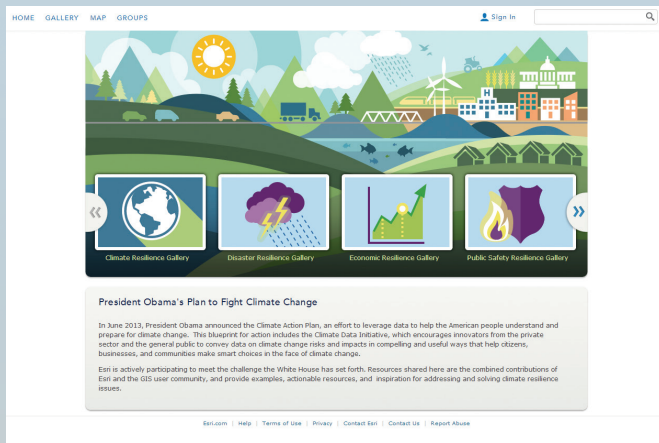 HOME GALLERY MAP GROUPS Sign In
H
Climate Resilience Gallery Disaster Resilience Gallery Economic Resilience Gallery Public Safety Resilience Gallery
President Obama's Plan to Fight Climate Change
In June 2013, President Obama announced the Climate Action Plan, an effort to leverage data to help the American people understand and
prepare for climate change. This blueprint for action includes the Climate Data Initiative, which encourages innovators from the private
sector and the general public to convey data on climate change risks and impacts in compelling and useful ways that help citizens,
businesses, and communities make smart choices in the face of climate change.
Esri is actively participating to meet the challenge the White House has set forth. Resources shared here are the combined contributions of
Esri and the GIS user community, and provide examples, actionable resources, and inspiration for addressing and solving climate resilience
issues.
Esri.com | Help | Terms of Use | Privacy | Contact Esri | Contact Us | Report Abuse